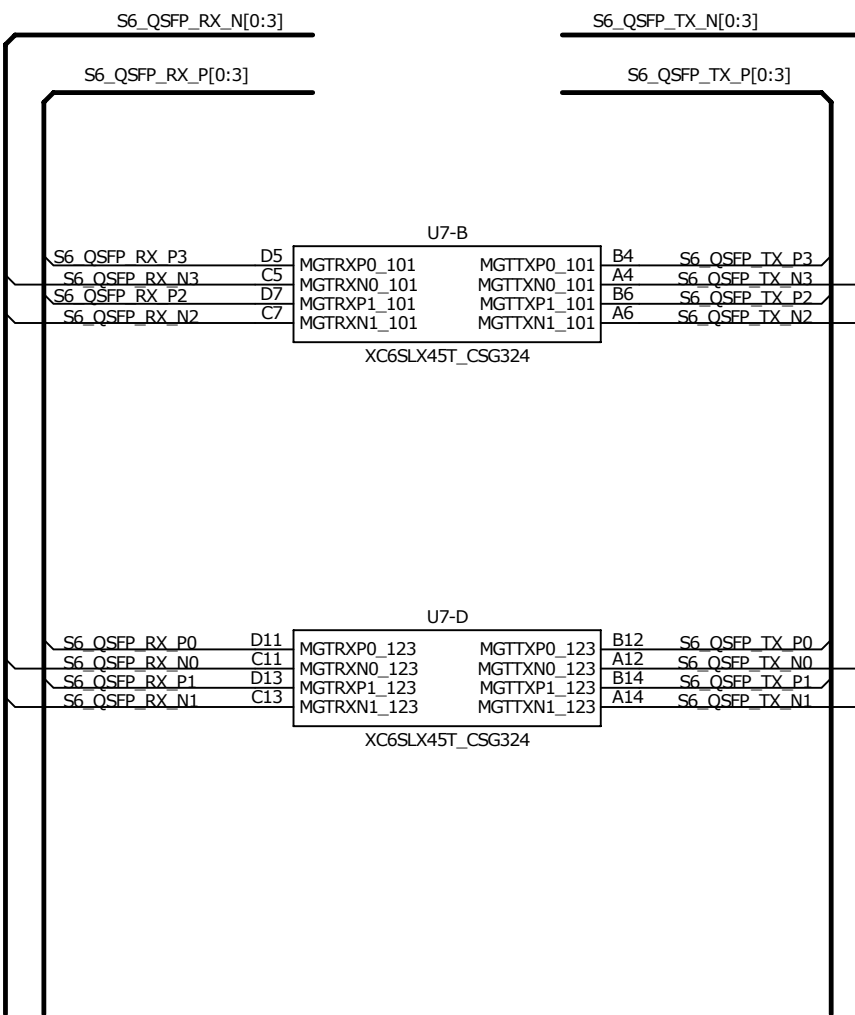 S6_QSFP_RX_N[0:3] S6_QSFP_TX_N[0:3]
S6_QSFP_RX_P[0:3] S6_QSFP_TX_P[0:3]
U7-B
S6_QSFP_RX_P3 D5 MGTRXP0_101 MGTTXP0_101 B4 S6_QSFP_TX_P3
S6_QSFP_RX_N3 C5 MGTRXN0_101 MGTTXN0_101 A4 S6_QSFP_TX_N3
S6_QSFP_RX_P2 D7 MGTRXP1_101 MGTTXP1_101 B6 S6_QSFP_TX_P2
S6_QSFP_RX_N2 C7 MGTRXN1_101 MGTTXN1_101 A6 S6_QSFP_TX_N2
XC6SLX45T_CSG324
U7-D
S6_QSFP_RX_P0 D11 MGTRXP0_123 MGTTXP0_123 B12 S6_QSFP_TX_P0
S6_QSFP_RX_N0 C11 MGTRXN0_123 MGTTXN0_123 A12 S6_QSFP_TX_N0
S6_QSFP_RX_P1 D13 MGTRXP1_123 MGTTXP1_123 B14 S6_QSFP_TX_P1
S6_QSFP_RX_N1 C13 MGTRXN1_123 MGTTXN1_123 A14 S6_QSFP_TX_N1
XC6SLX45T_CSG324